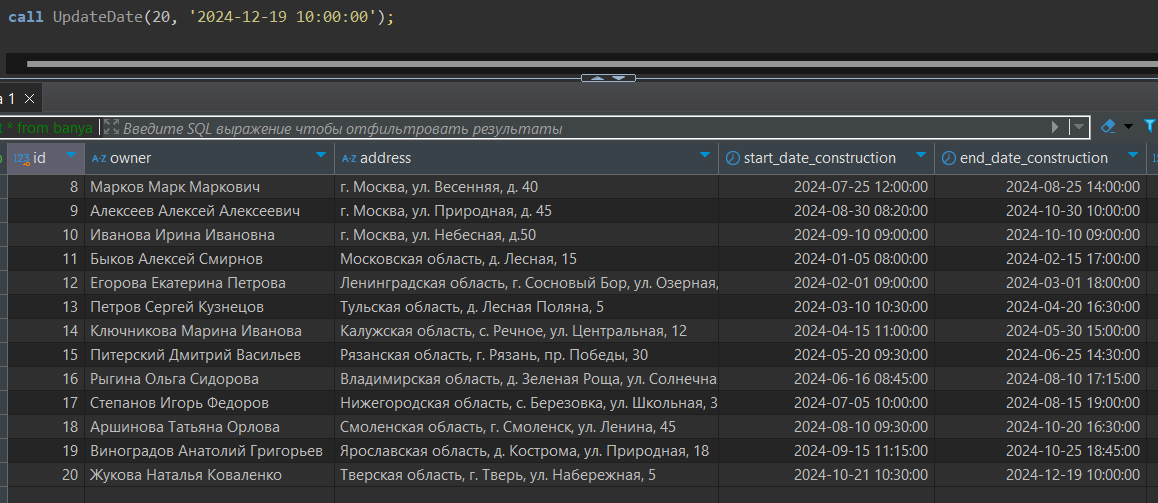 call UpdateDate(20, '2024-12-19 10:00:00');
a 1 ×
t * from banya Введите SQL выражение чтобы отфильтровать результаты
123 id A-Z owner A-Z address start_date_construction end_date_construction
8 Марков Марк Маркович г. Москва, ул. Весенняя, д. 40 2024-07-25 12:00:00 2024-08-25 14:00:00
9 Алексеев Алексей Алексеевич г. Москва, ул. Природная, д. 45 2024-08-30 08:20:00 2024-10-30 10:00:00
10 Иванова Ирина Ивановна г. Москва, ул. Небесная, д.50 2024-09-10 09:00:00 2024-10-10 09:00:00
11 Быков Алексей Смирнов Московская область, д. Лесная, 15 2024-01-05 08:00:00 2024-02-15 17:00:00
12 Егорова Екатерина Петрова Ленинградская область, г. Сосновый Бор, ул. Озерная, 2024-02-01 09:00:00 2024-03-01 18:00:00
13 Петров Сергей Кузнецов Тульская область, д. Лесная Поляна, 5 2024-03-10 10:30:00 2024-04-20 16:30:00
14 Ключникова Марина Иванова Калужская область, с. Речное, ул. Центральная, 12 2024-04-15 11:00:00 2024-05-30 15:00:00
15 Питерский Дмитрий Васильев Рязанская область, г. Рязань, пр. Победы, 30 2024-05-20 09:30:00 2024-06-25 14:30:00
16 Рыгина Ольга Сидорова Владимирская область, д. Зеленая Роща, ул. Солнечна 2024-06-16 08:45:00 2024-08-10 17:15:00
17 Степанов Игорь Федоров Нижегородская область, с. Березовка, ул. Школьная, 3 2024-07-05 10:00:00 2024-08-15 19:00:00
18 Аршинова Татьяна Орлова Смоленская область, г. Смоленск, ул. Ленина, 45 2024-08-10 09:30:00 2024-10-20 16:30:00
19 Виноградов Анатолий Григорьев Ярославская область, д. Кострома, ул. Природная, 18 2024-09-15 11:15:00 2024-10-25 18:45:00
20 Жукова Наталья Коваленко Тверская область, г. Тверь, ул. Набережная, 5 2024-10-21 10:30:00 2024-12-19 10:00:00